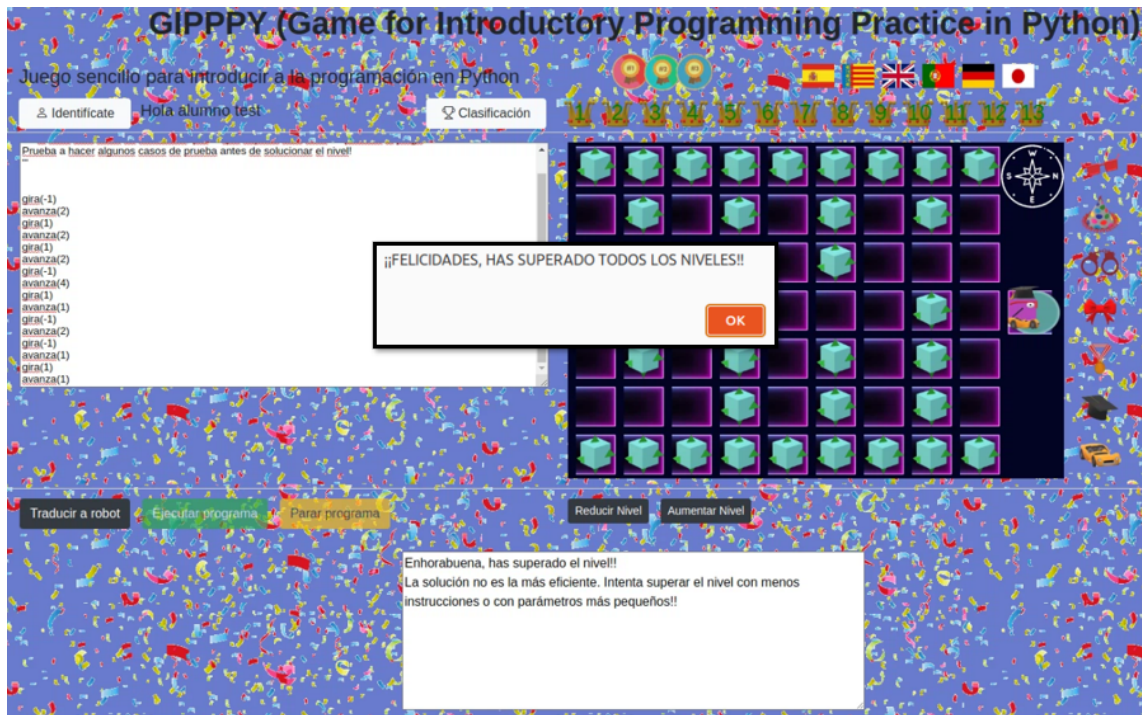 GIPPPY (Game for Introductory Programming Practice in Python)
Juego sencillo para introducir a la programación en Python
Identifícate
Hola alumno test
Clasificación
1 2 3 4 5 6 7 8 9 10 11 12 13
Prueba a hacer algunos casos de prueba antes de solucionar el nivel!
gira(-1)
avanza(2)
gira(1)
avanza(2)
gira(1)
avanza(2)
gira(-1)
avanza(4)
gira(1)
avanza(1)
gira(-1)
avanza(2)
gira(-1)
avanza(1)
gira(1)
avanza(1)
W
S N
E
¡¡FELICIDADES, HAS SUPERADO TODOS LOS NIVELES!!
OK
Traducir a robot
Ejecutar programa
Parar programa
Reducir Nivel
Aumentar Nivel
Enhorabuena, has superado el nivel!!
La solución no es la más eficiente. Intenta superar el nivel con menos
instrucciones o con parámetros más pequeños!!